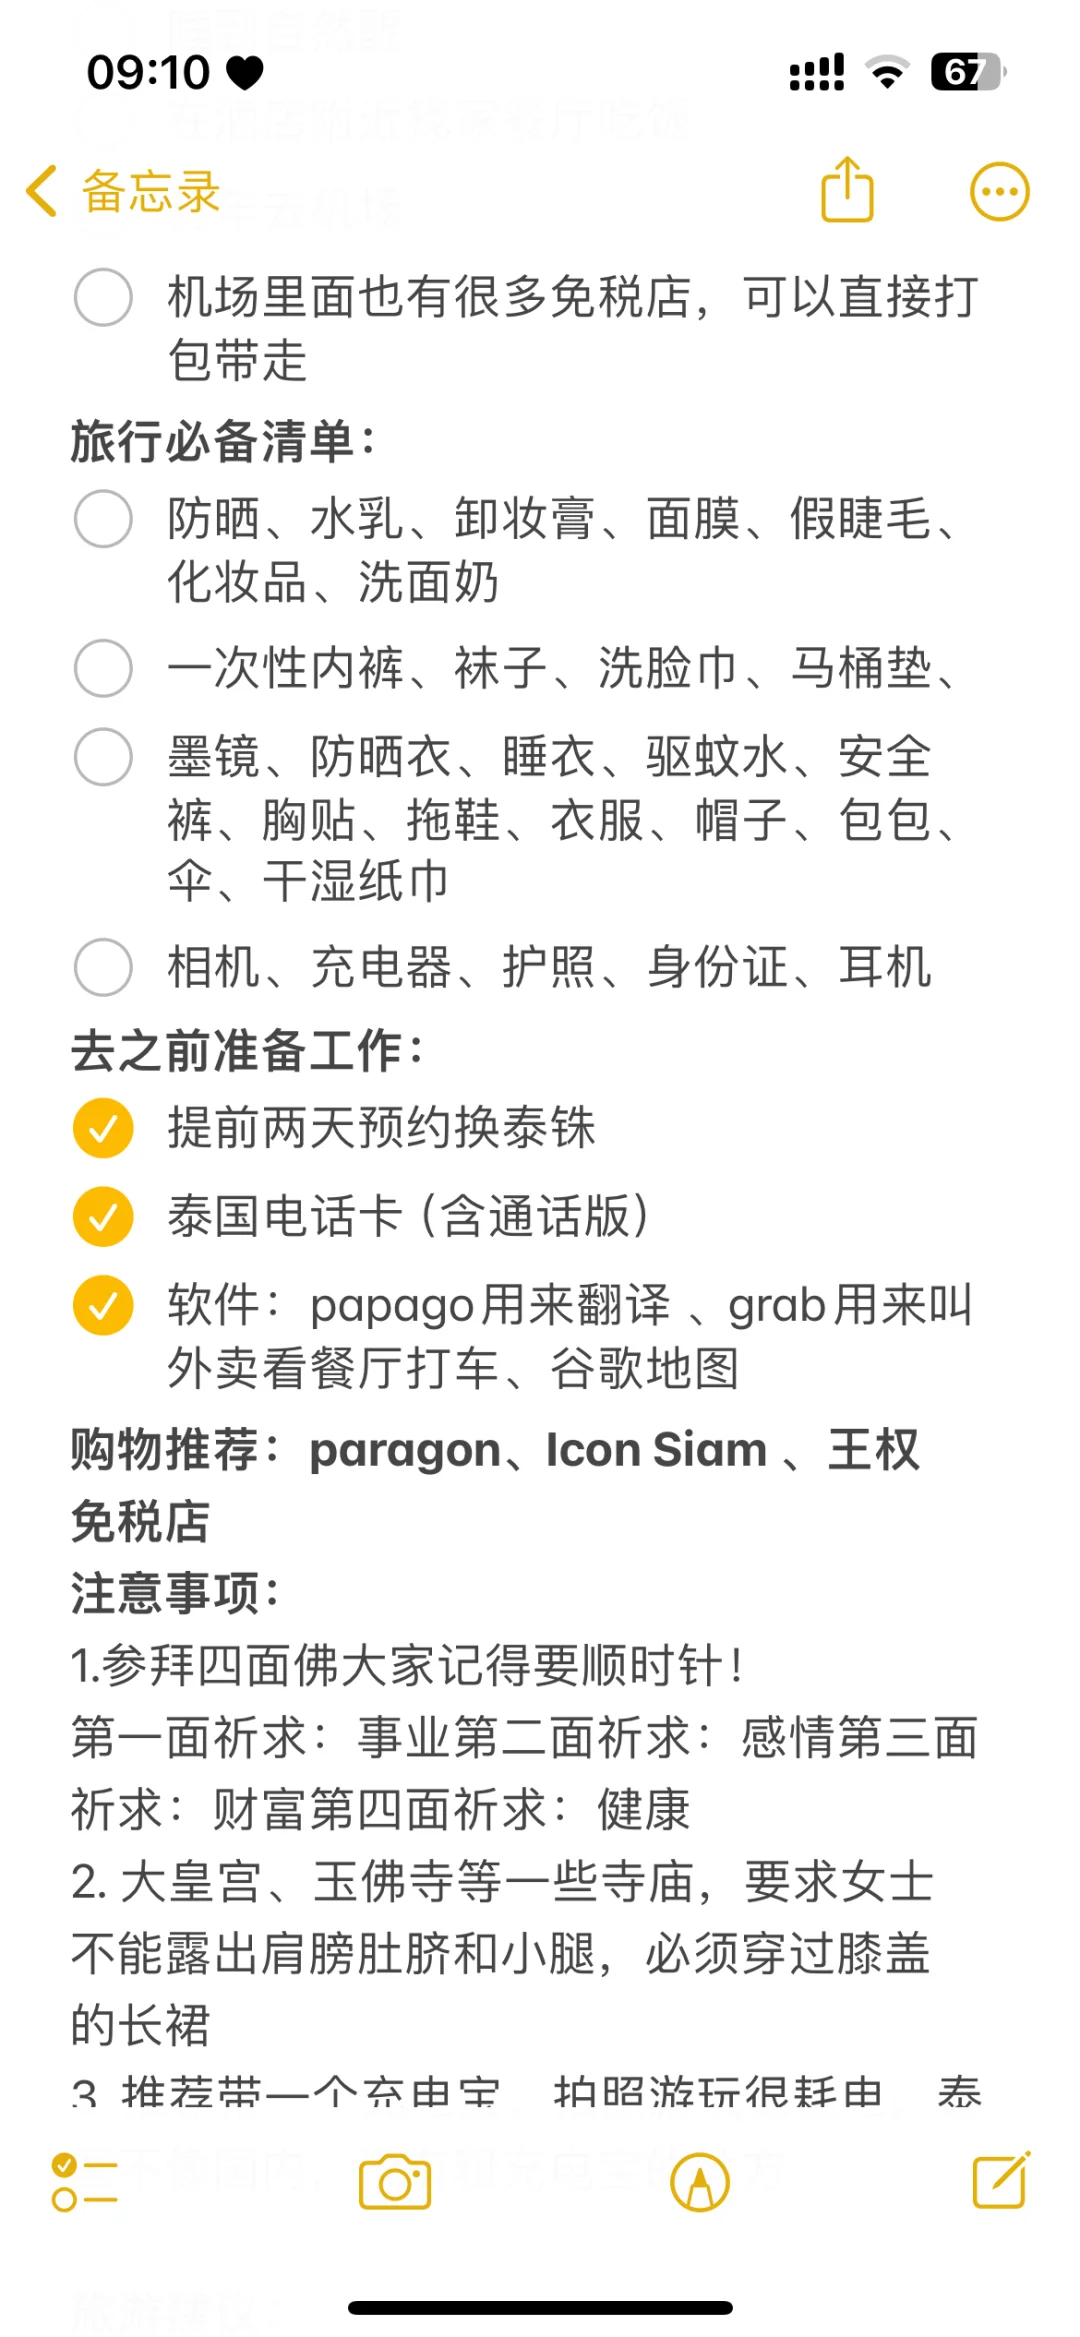 09:10
67
备忘录
机场里面也有很多免税店，可以直接打
包带走
旅行必备清单：
防晒、水乳、卸妆膏、面膜、假睫毛、
化妆品、洗面奶
一次性内裤、袜子、洗脸巾、马桶垫、
墨镜、防晒衣、睡衣、驱蚊水、安全
裤、胸贴、拖鞋、衣服、帽子、包包、
伞、干湿纸巾
相机、充电器、护照、身份证、耳机
去之前准备工作：
提前两天预约换泰铢
泰国电话卡（含通话版）
软件：papago用来翻译 、grab用来叫
外卖看餐厅打车、谷歌地图
购物推荐：paragon、Icon Siam 、王权
免税店
注意事项：
1.参拜四面佛大家记得要顺时针！
第一面祈求：事业第二面祈求：感情第三面
祈求：财富第四面祈求：健康
2. 大皇宫、玉佛寺等一些寺庙，要求女士
不能露出肩膀肚脐和小腿，必须穿过膝盖
的长裙
3. 推荐带一个充电宝，拍照游玩很耗电，泰